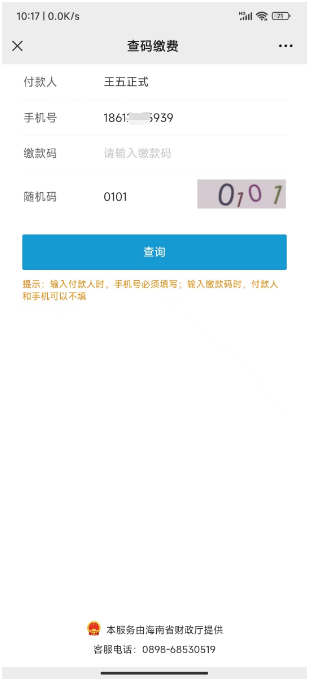 10:17 | 0.0K/s
71
查码缴费
付款人 王五正式
手机号 1861 5939
缴款码 请输入缴款码
随机码 0101 0101
查询
提示：输入付款人时，手机号必须填写；输入缴款码时，付款人
和手机可以不填
本服务由海南省财政厅提供
客服电话：0898-68530519